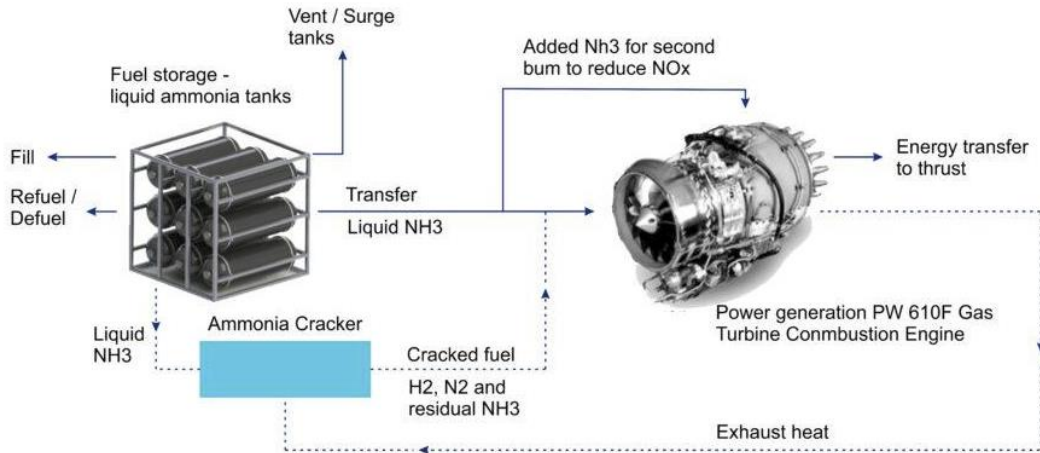 Vent / Surge
tanks
Added Nh3 for second
bum to reduce NOx
Fuel storage -
liquid ammonia tanks
Fill
Energy transfer
to thrust
Refuel /
Defuel
Transfer
Liquid NH3
Power generation PW 610F Gas
Turbine Conmbustion Engine
Liquid
NH3
Ammonia Cracker
Cracked fuel
H2, N2 and
residual NH3
Exhaust heat